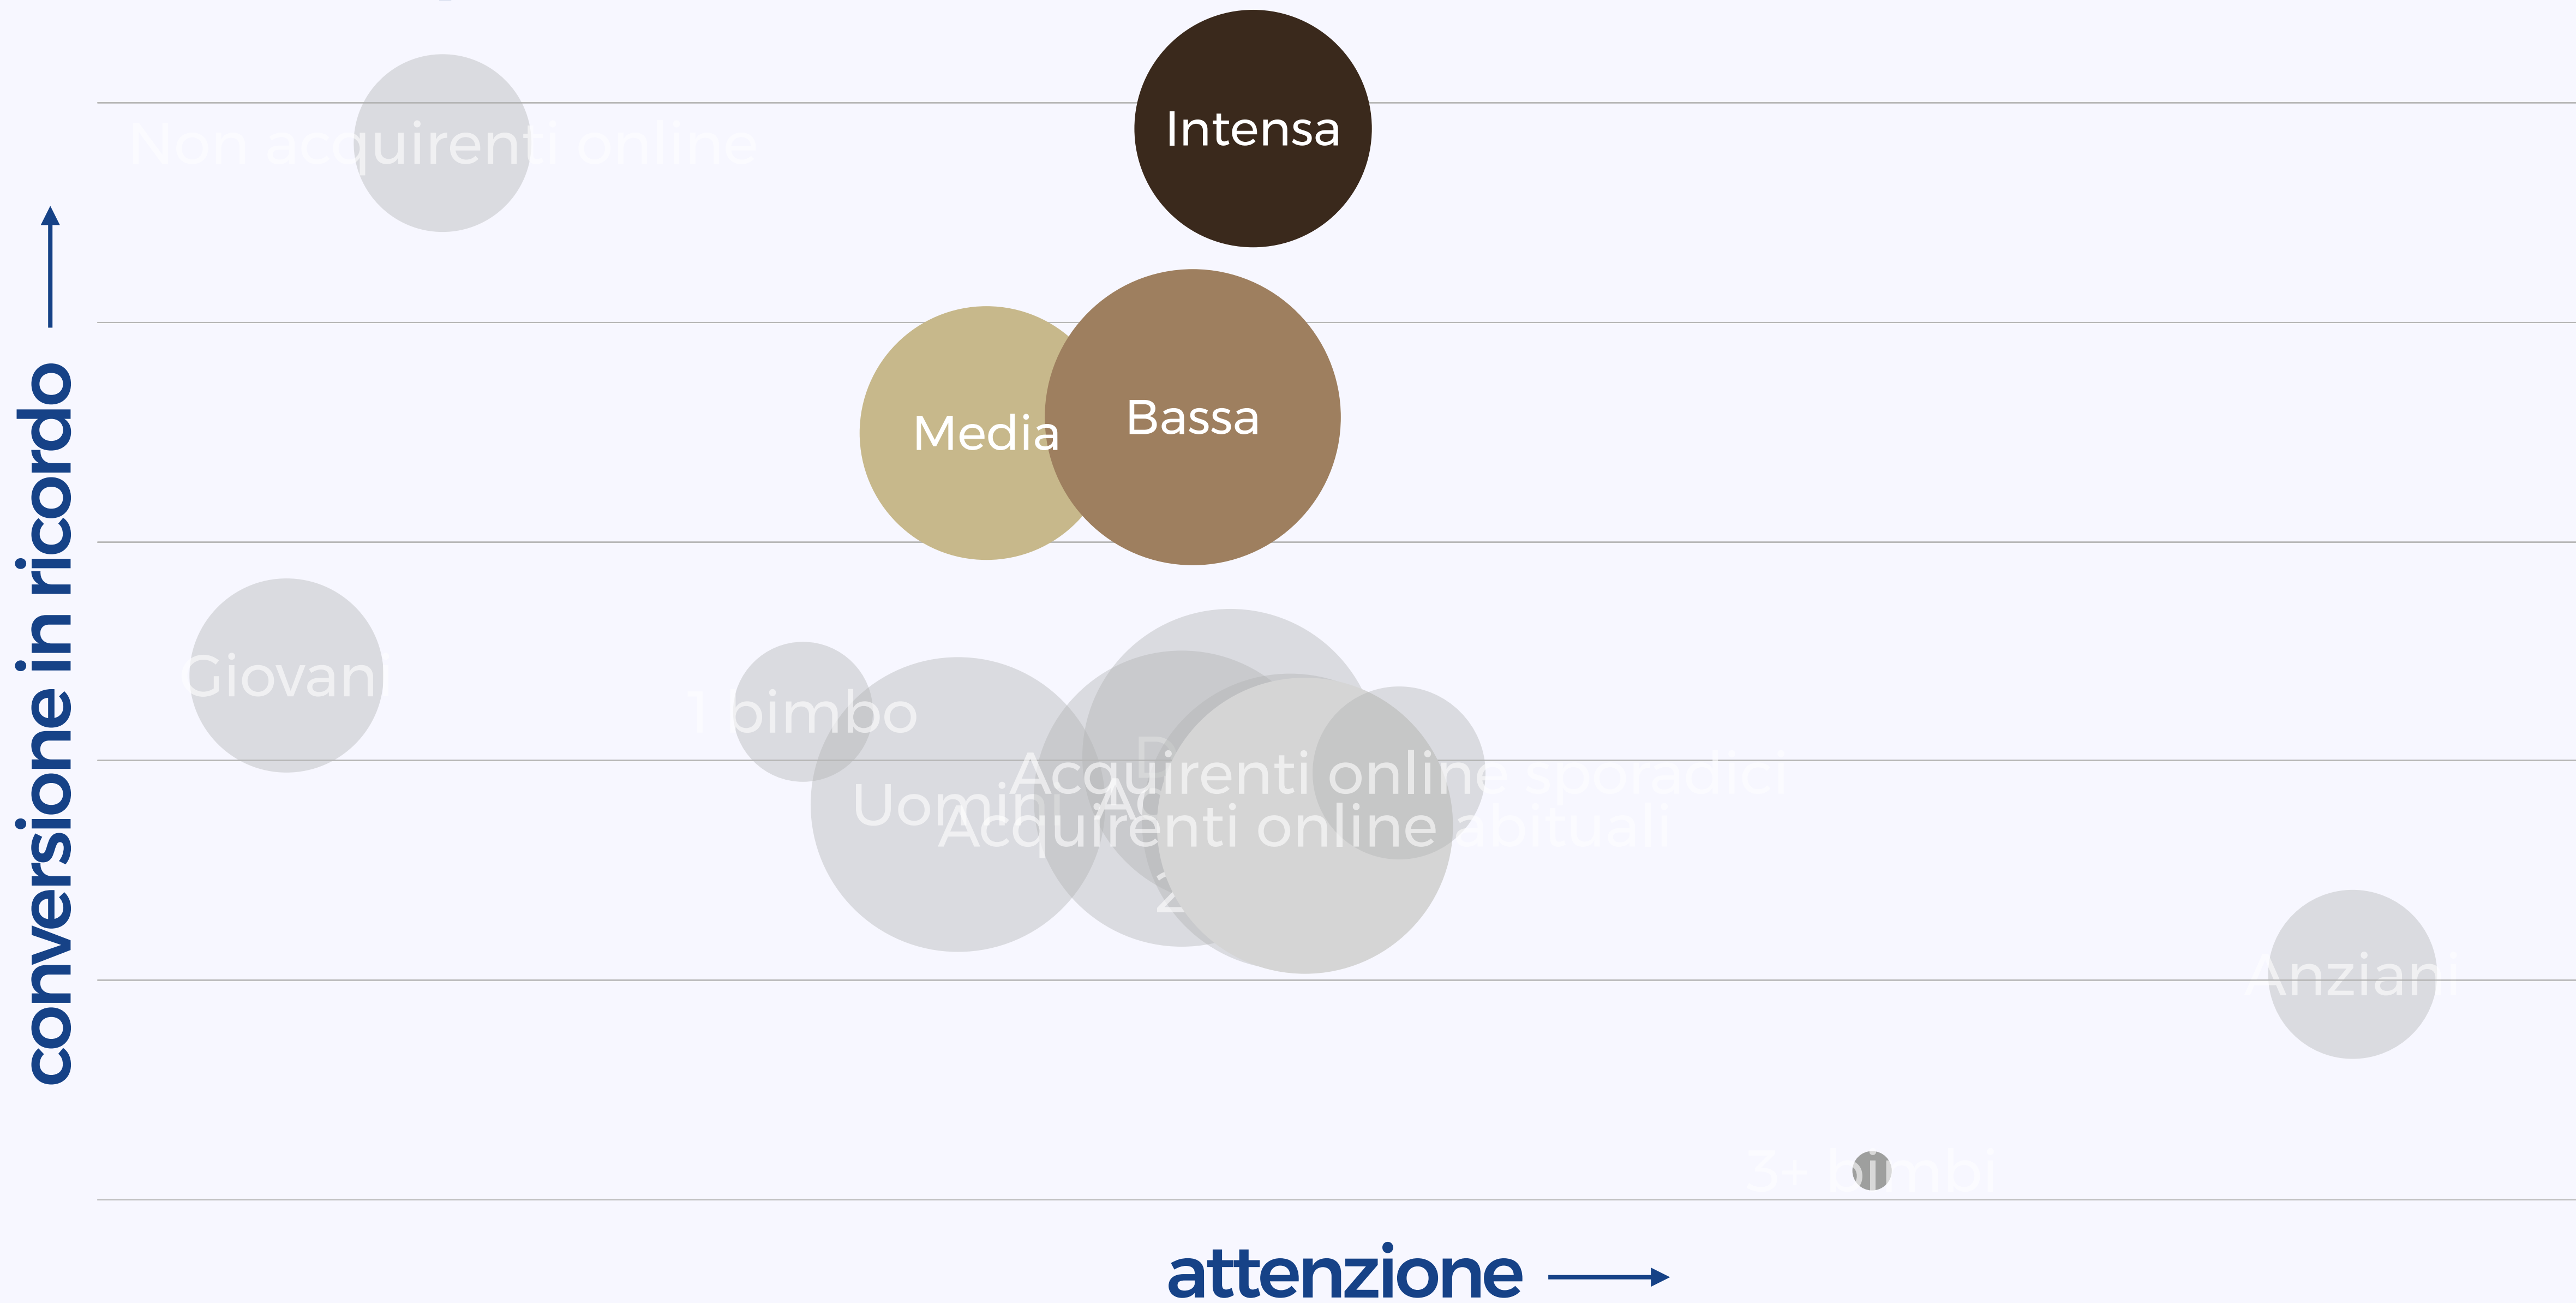 Intensa
Non acquirenti online
Media
Bassa
Giovani
1 bimbo
Acquirenti online sporadici
Uomini
Acquirenti online abituali
Anziani
3+ bimbi
conversione in ricordo
attenzione